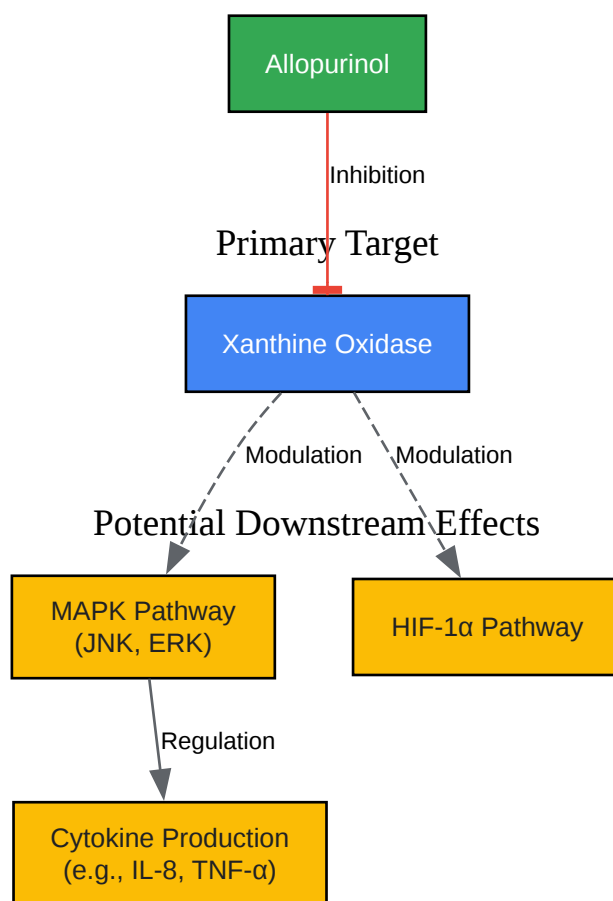 Allopurinol
Inhibition
Primary Target
Xanthine Oxidase
Modulation
Modulation
Potential Downstream Effects
MAPK Pathway
(JNK, ERK)
HIF-1α Pathway
Regulation
Cytokine Production
(e.g., IL-8, TNF-α)